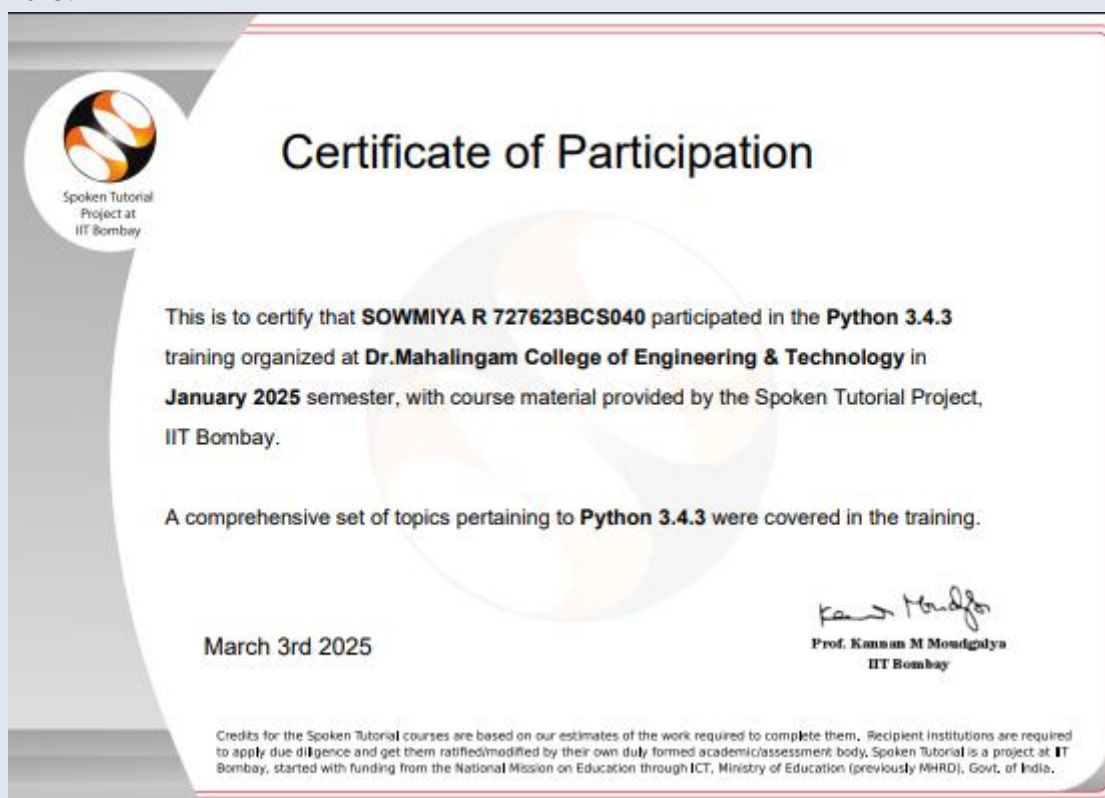 Spoken Tutorial
Project at
IIT Bombay
Certificate of Participation
This is to certify that SOWMIYA R 727623BCS040 participated in the Python 3.4.3
training organized at Dr.Mahalingam College of Engineering & Technology in
January 2025 semester, with course material provided by the Spoken Tutorial Project,
IIT Bombay.
A comprehensive set of topics pertaining to Python 3.4.3 were covered in the training.
March 3rd 2025
Prof. Kannan M Moudgalya
IIT Bombay
Credits for the Spoken Tutorial courses are based on our estimates of the work required to complete them. Recipient institutions are required
to apply due diligence and get them ratified/modified by their own duly formed academic/assessment body. Spoken Tutorial is a project at IIT
Bombay, started with funding from the National Mission on Education through ICT, Ministry of Education (previously MHRD), Govt. of India.